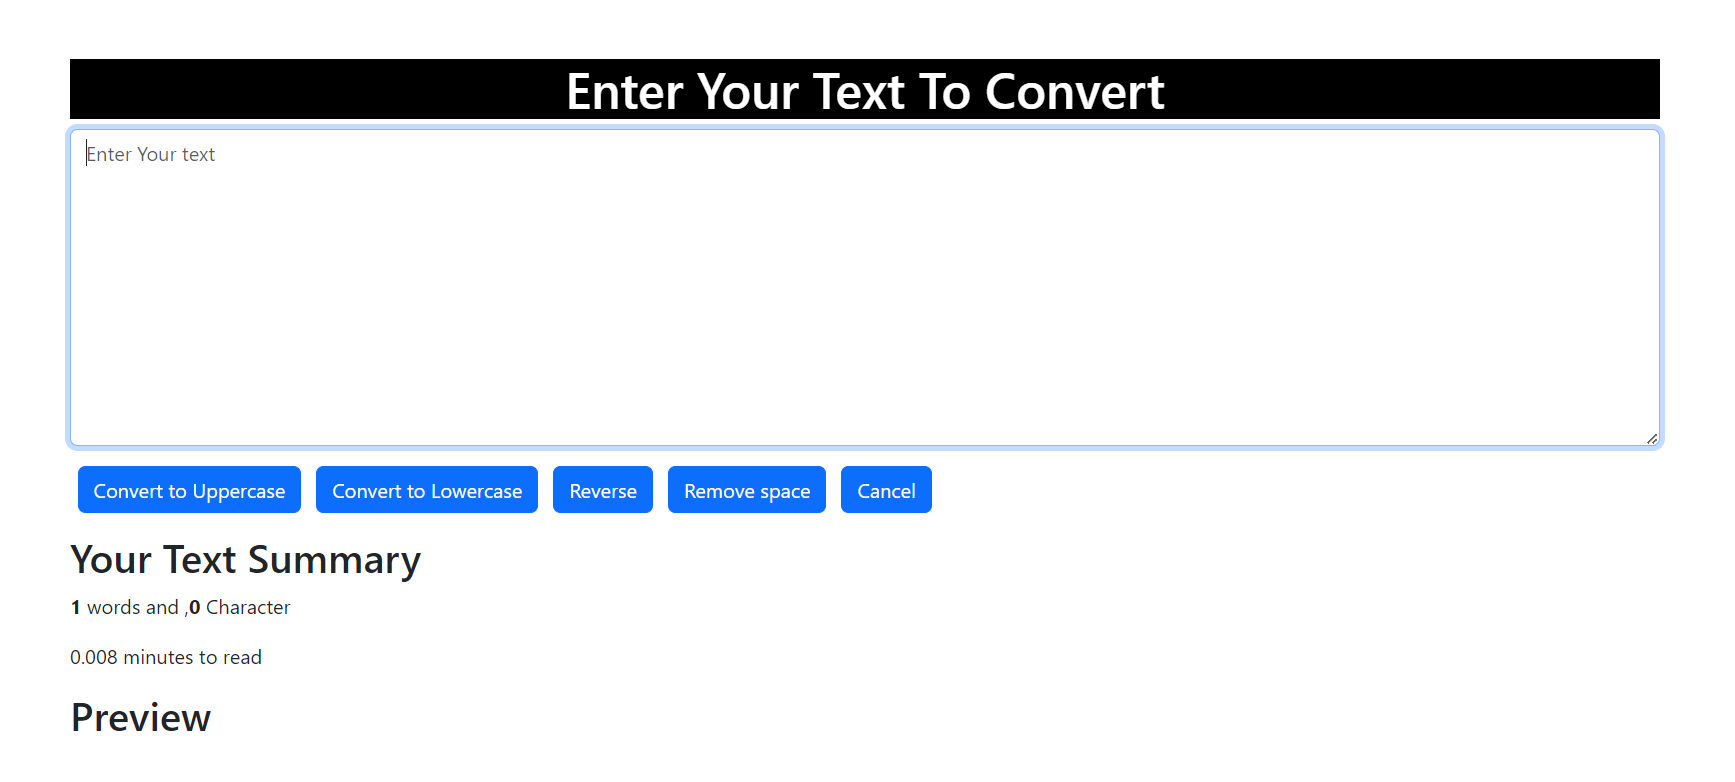 Enter Your Text To Convert
Enter Your text
Convert to Uppercase Convert to Lowercase Reverse Remove space Cancel
Your Text Summary
1 words and ,0 Character
0.008 minutes to read
Preview